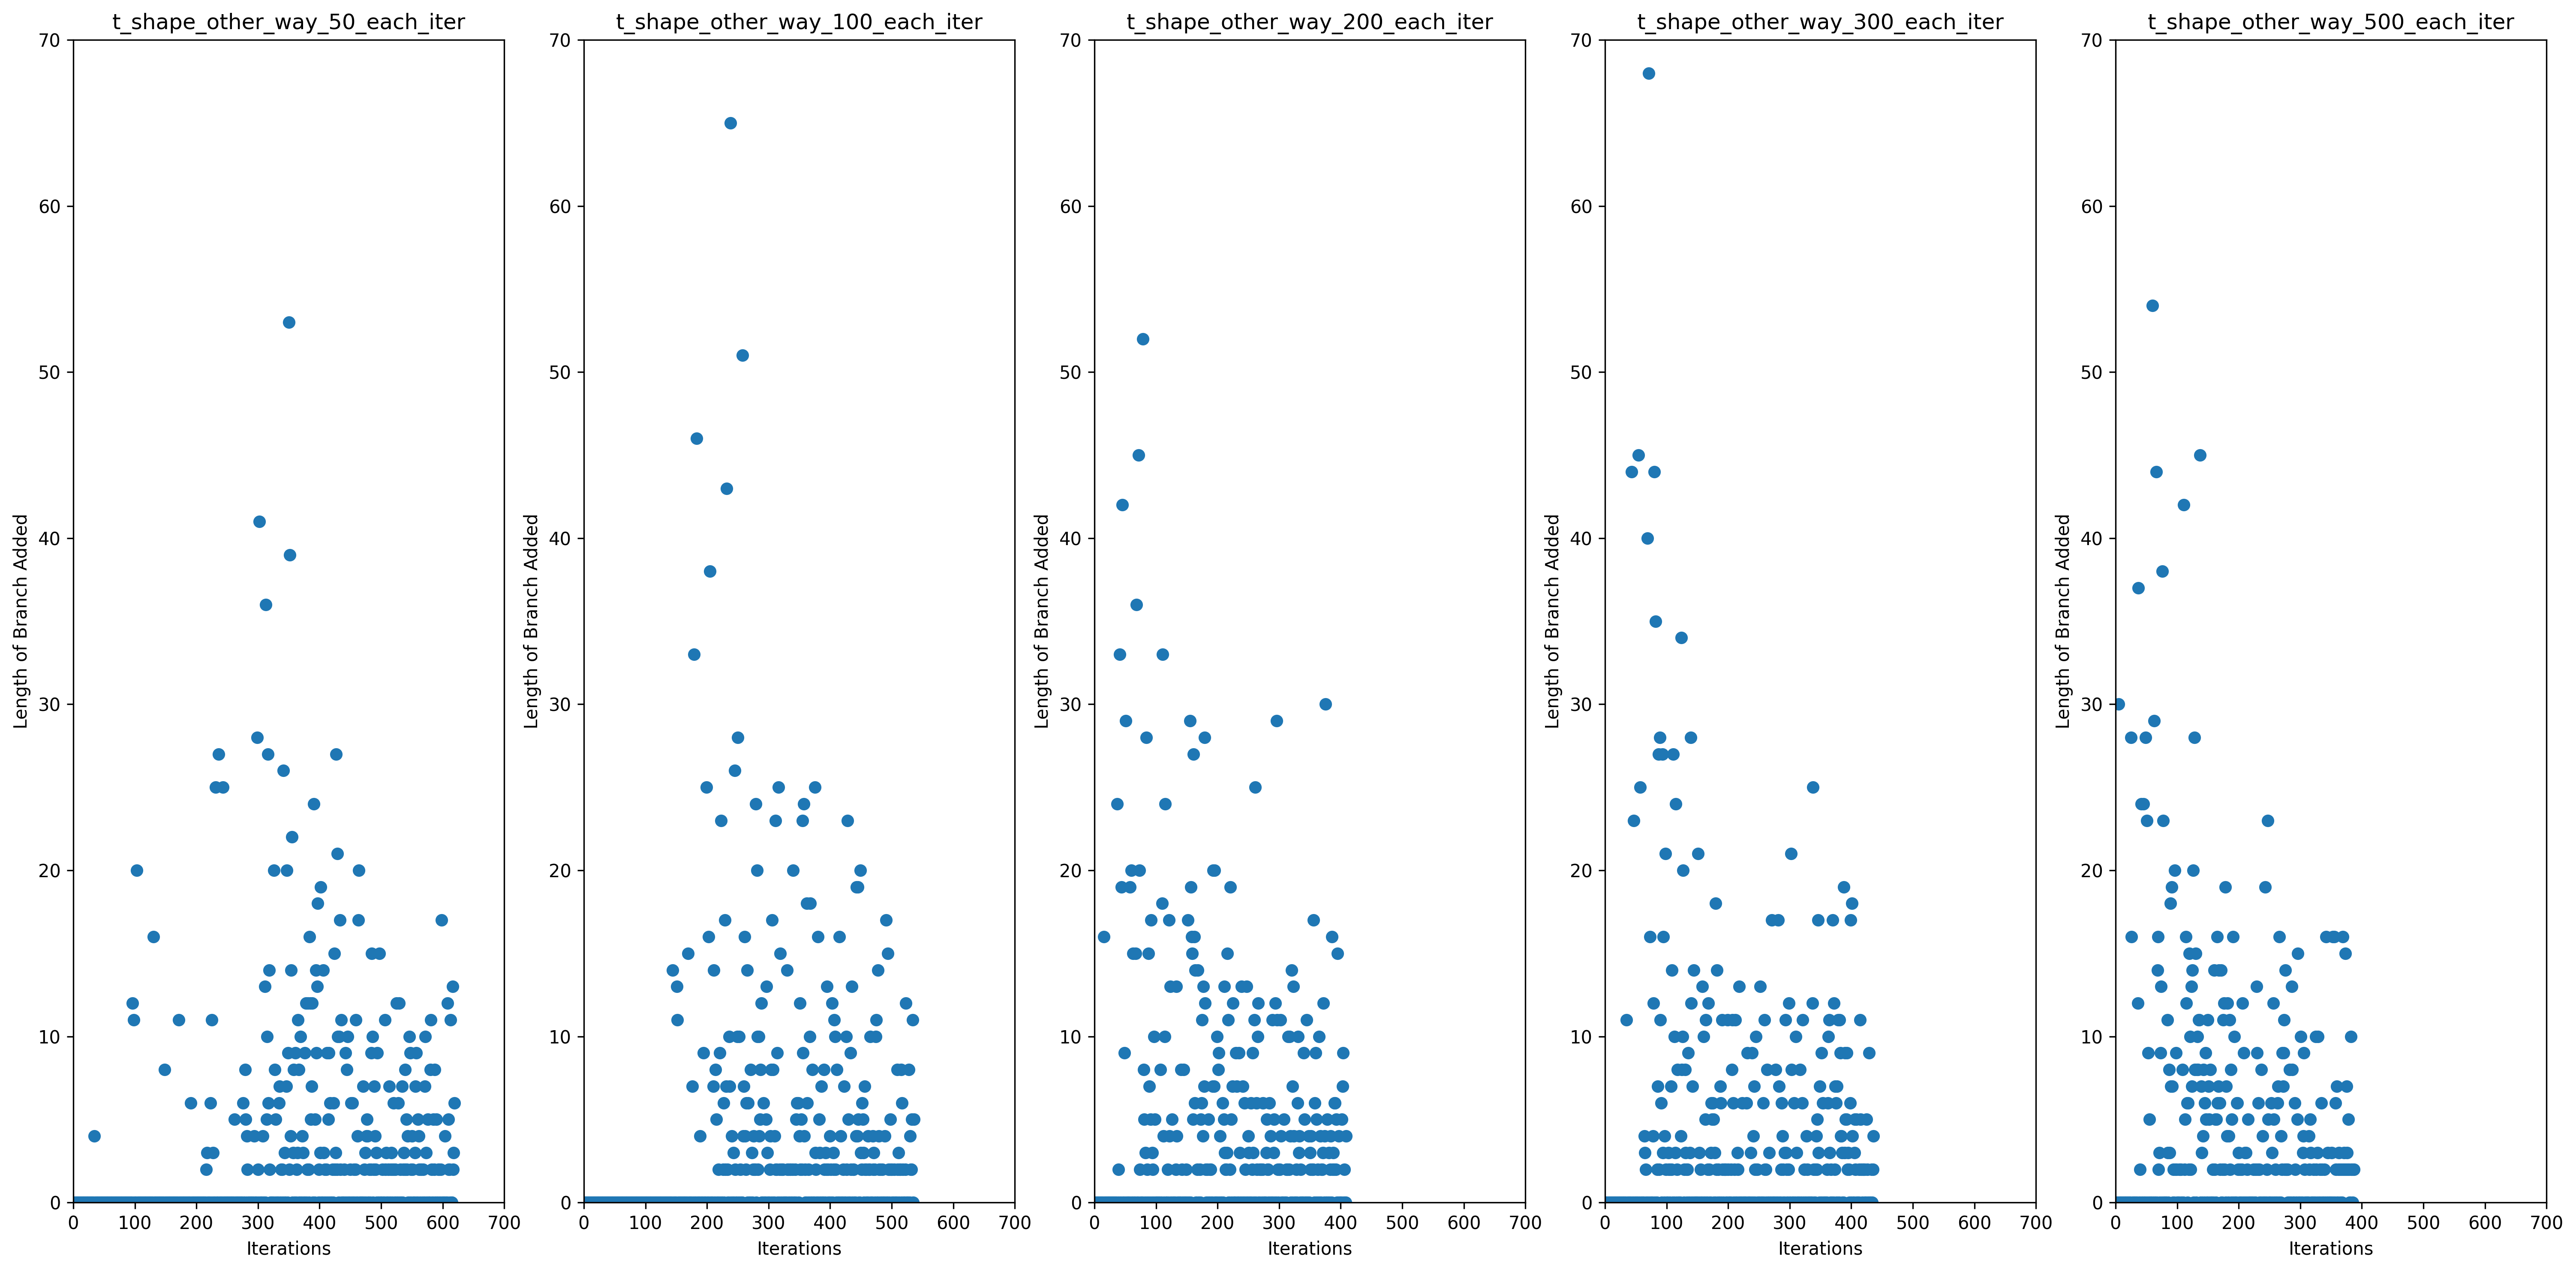 t_shape_other_way_50_each_iter
70
60
50
40
30
20
10
0
Length of Branch Added
0 100 200 300 400 500 600 700
Iterations
t_shape_other_way_100_each_iter
70
60
50
40
30
20
10
0
Length of Branch Added
0 100 200 300 400 500 600 700
Iterations
t_shape_other_way_200_each_iter
70
60
50
40
30
20
10
0
Length of Branch Added
0 100 200 300 400 500 600 700
Iterations
t_shape_other_way_300_each_iter
70
60
50
40
30
20
10
0
Length of Branch Added
0 100 200 300 400 500 600 700
Iterations
t_shape_other_way_500_each_iter
70
60
50
40
30
20
10
0
Length of Branch Added
0 100 200 300 400 500 600 700
Iterations